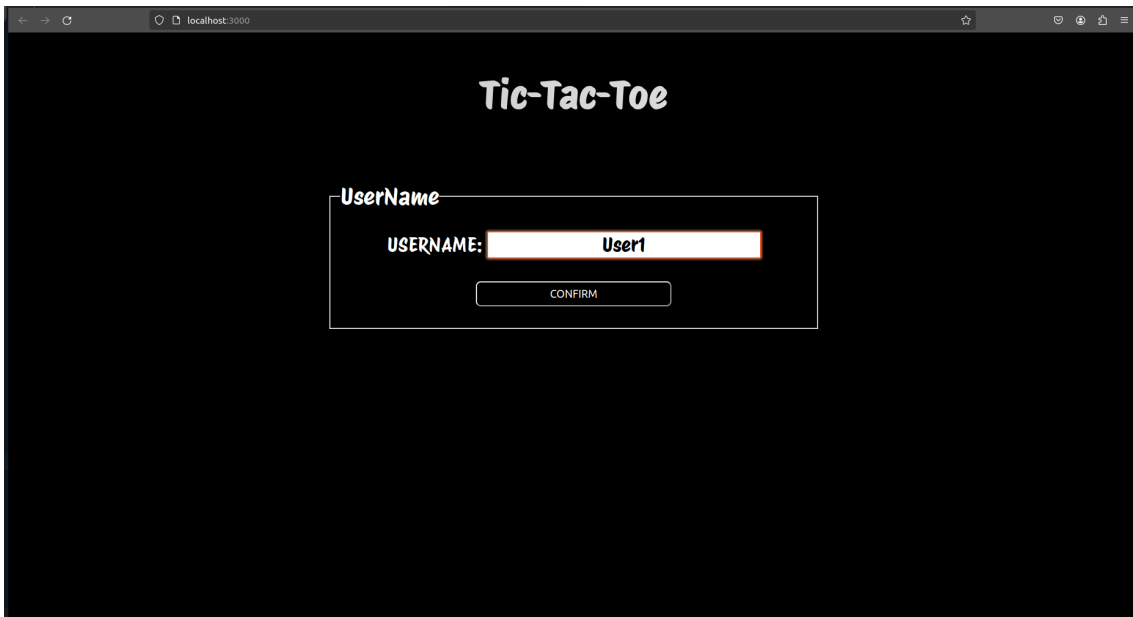 localhost:3000
Tic-Tac-Toe
UserName
USERNAME: User1
CONFIRM